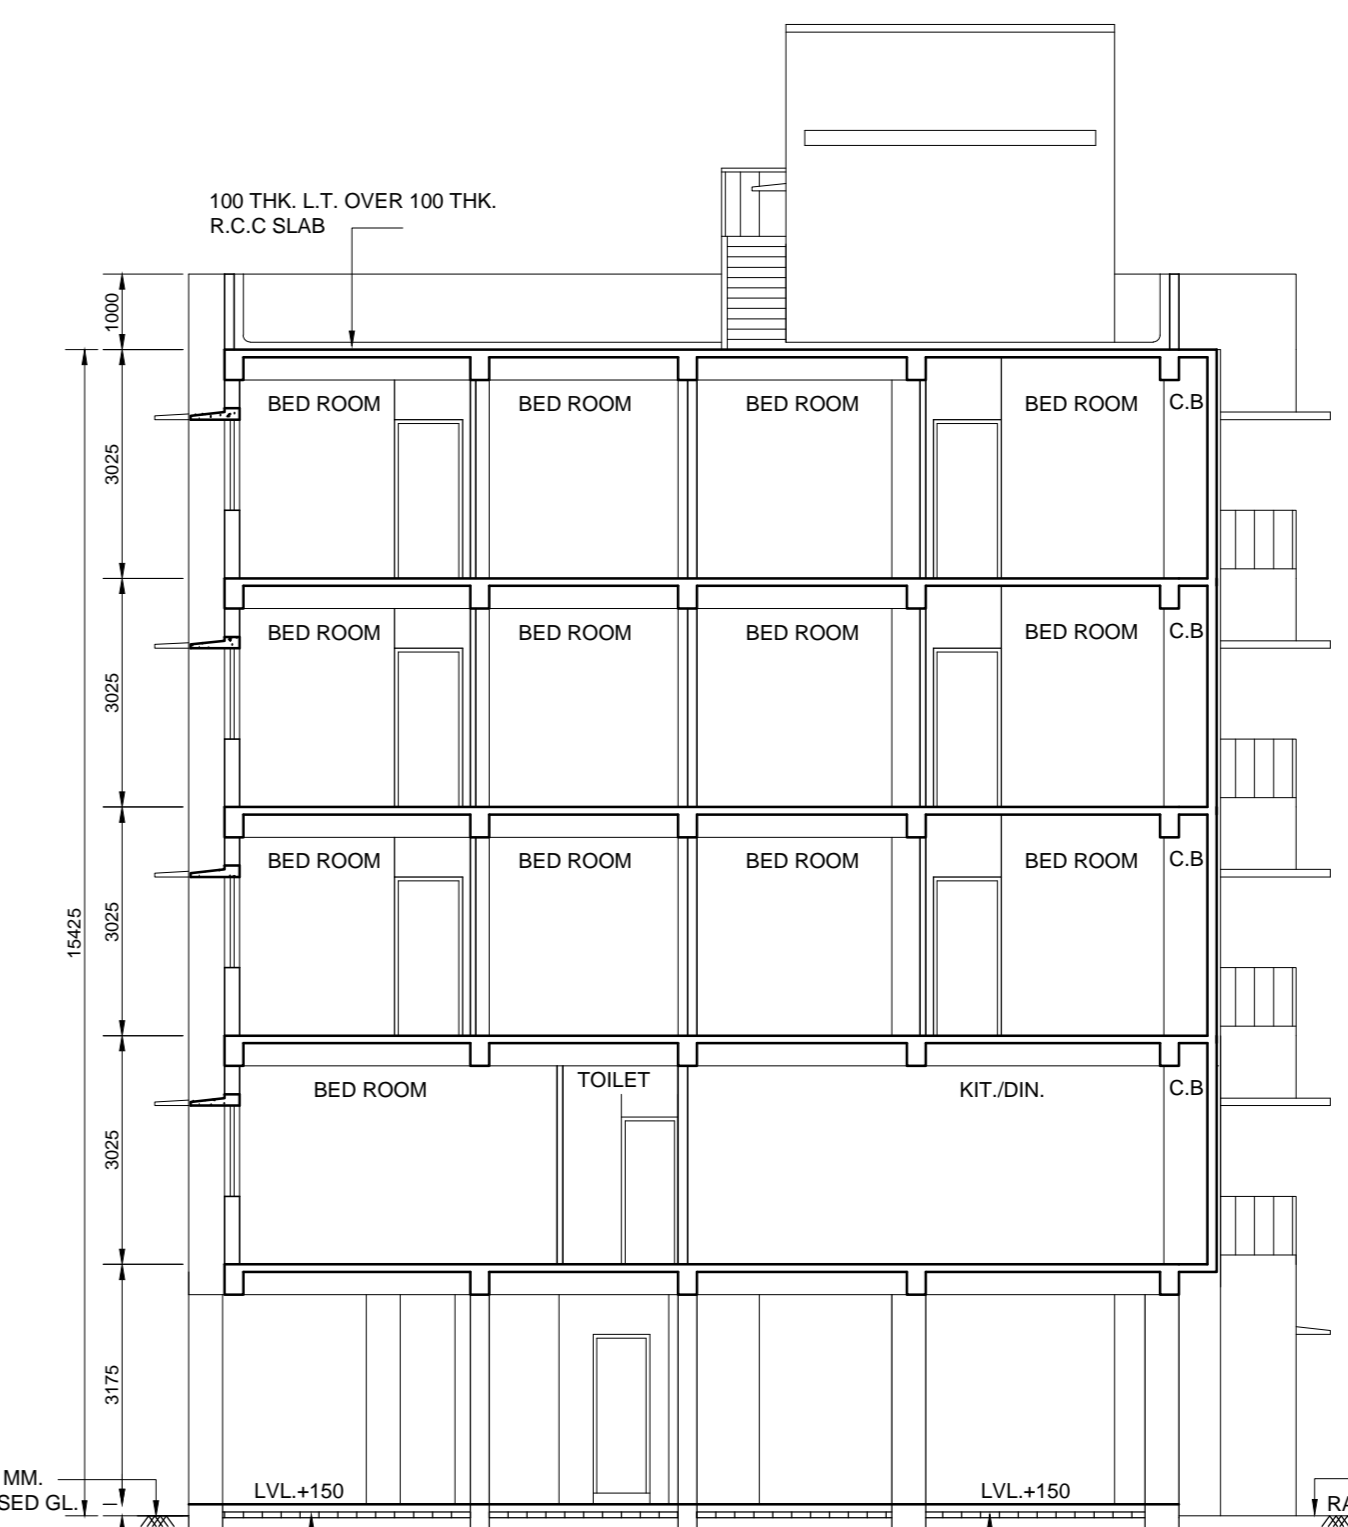 100 THK. L.T. OVER 100 THK.
R.C.C SLAB
1000
BED ROOM BED ROOM BED ROOM BED ROOM C.B
3025
BED ROOM BED ROOM BED ROOM BED ROOM C.B
3025
BED ROOM BED ROOM BED ROOM BED ROOM C.B
3025
15425
BED ROOM TOILET KIT./DIN. C.B
3025
3175
MM.
SED GL.
LVL.+150 LVL.+150
RA